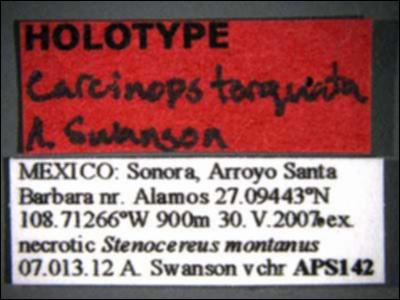 HOLOTYPE
Carcinops torquata
A. Swanson
MEXICO: Sonora, Arroyo Santa
Barbara nr. Alamos 27.09443°N
108.71266°W 900m 30.V.2007 ex.
necrotic Stenocereus montanus
07.013.12 A. Swanson vchr APS142